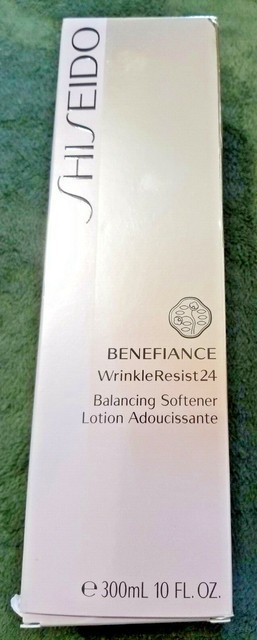 SHISEIDO
BENEFIANCE
WrinkleResist24
Balancing Softener
Lotion Adoucissante
℮ 300mL 10 FL.OZ.